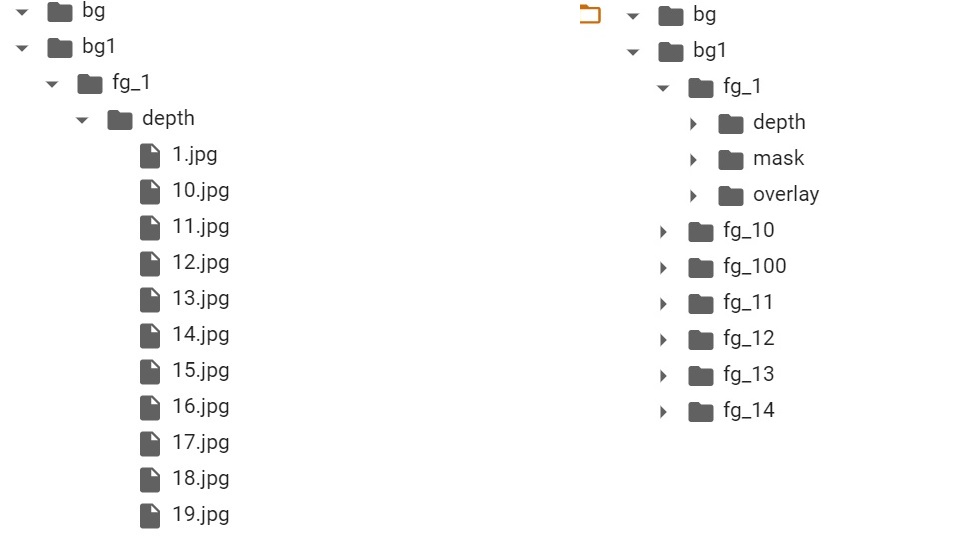 bg
bg1
fg_1
depth
1.jpg
10.jpg
11.jpg
12.jpg
13.jpg
14.jpg
15.jpg
16.jpg
17.jpg
18.jpg
19.jpg
bg
bg1
fg_1
depth
mask
overlay
fg_10
fg_100
fg_11
fg_12
fg_13
fg_14